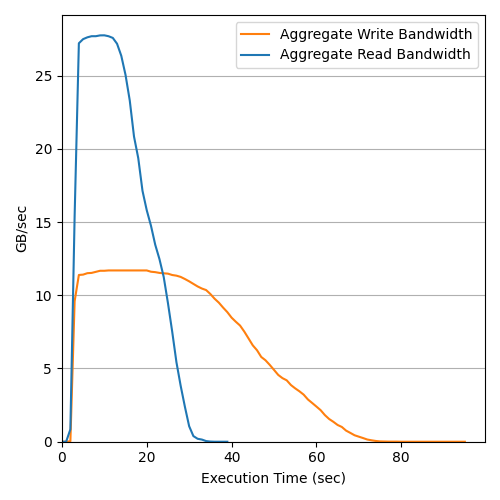 Aggregate Write Bandwidth
Aggregate Read Bandwidth
GB/sec
25
20
15
10
5
0
0 20 40 60 80
Execution Time (sec)